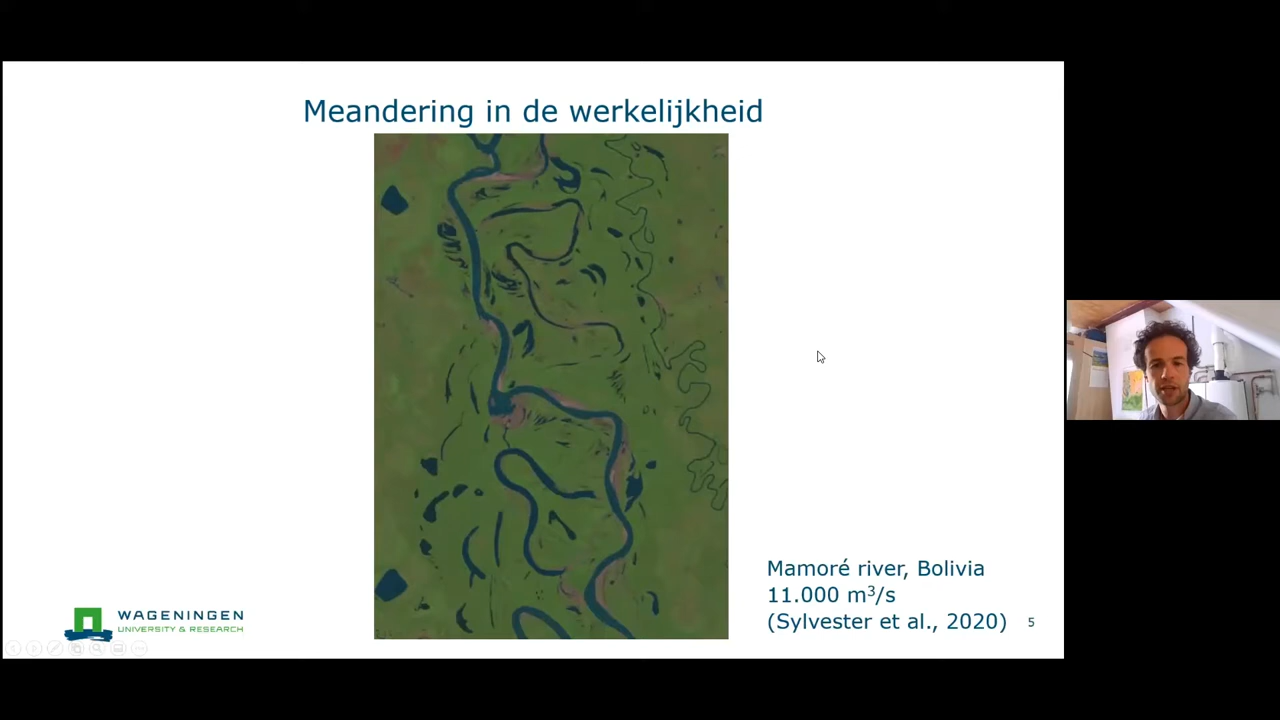 Meandering in de werkelijkheid
Mamoré river, Bolivia
11.000 m³/s
(Sylvester et al., 2020)
5
WAGENINGEN
UNIVERSITY & RESEARCH